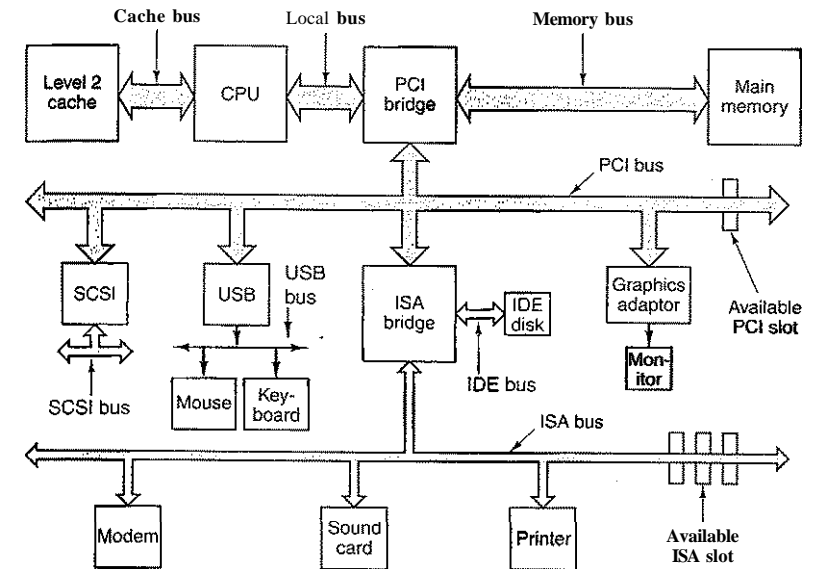 Cache bus
Local bus
Memory bus
Level 2
cache
CPU
PCI
bridge
Main
memory
PCI bus
SCSI
USB
USB
bus
ISA
bridge
IDE
disk
Graphics
adaptor
Available
PCI slot
Mon-
itor
IDE bus
SCSI bus
Mouse
Key-
board
ISA bus
Modem
Sound
card
Printer
Available
ISA slot